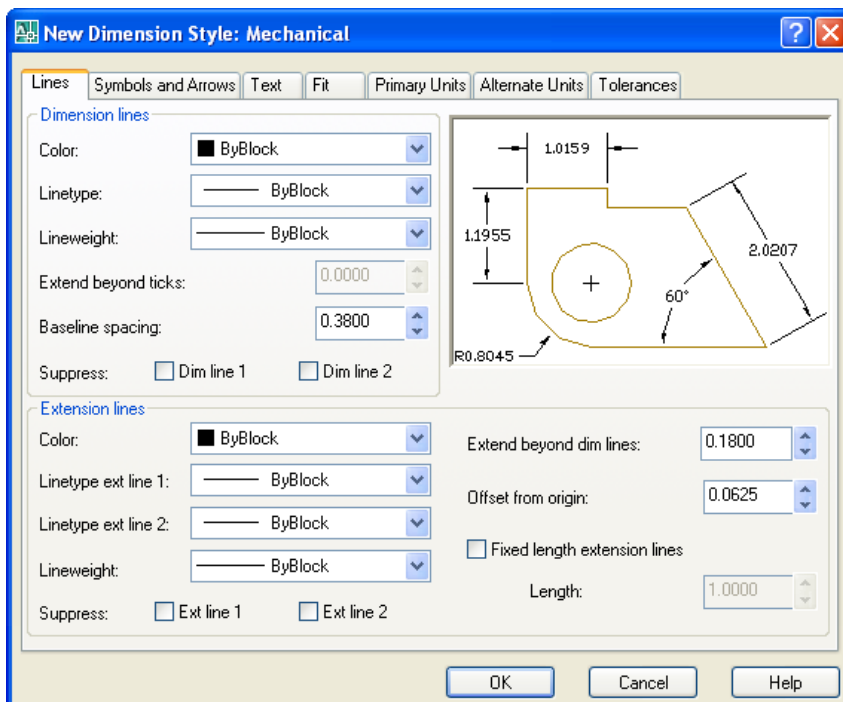 New Dimension Style: Mechanical
Lines Symbols and Arrows Text Fit Primary Units Alternate Units Tolerances
Dimension lines
Color: ByBlock
Linetype: ByBlock
Lineweight: ByBlock
Extend beyond ticks: 0.0000
Baseline spacing: 0.3800
Suppress: Dim line 1 Dim line 2
1.0159
1.1955
2.0207
60°
R0.8045
Extension lines
Color: ByBlock
Linetype ext line 1: ByBlock
Linetype ext line 2: ByBlock
Lineweight: ByBlock
Suppress: Ext line 1 Ext line 2
Extend beyond dim lines: 0.1800
Offset from origin: 0.0625
Fixed length extension lines
Length: 1.0000
OK Cancel Help